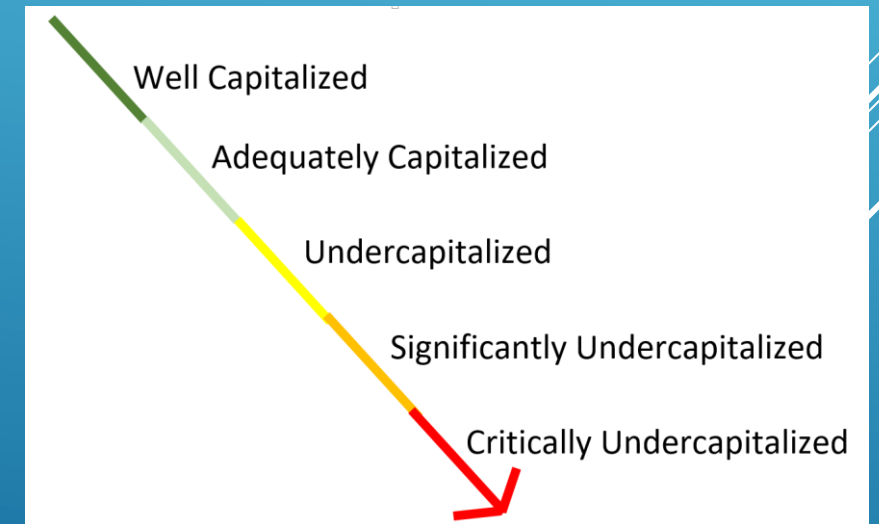 Well Capitalized
Adequately Capitalized
Undercapitalized
Significantly Undercapitalized
Critically Undercapitalized